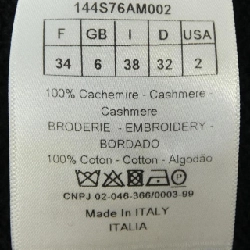 144S76AM002
F GB I D USA
34 6 38 32 2
100% Cachemire - Cashmere -
Cashmere
BRODERIE - EMBROIDERY -
BORDADO
100% Coton - Cotton - Algodão
CNPJ 02-046-366/0003-99
Made In ITALY
ITALIA